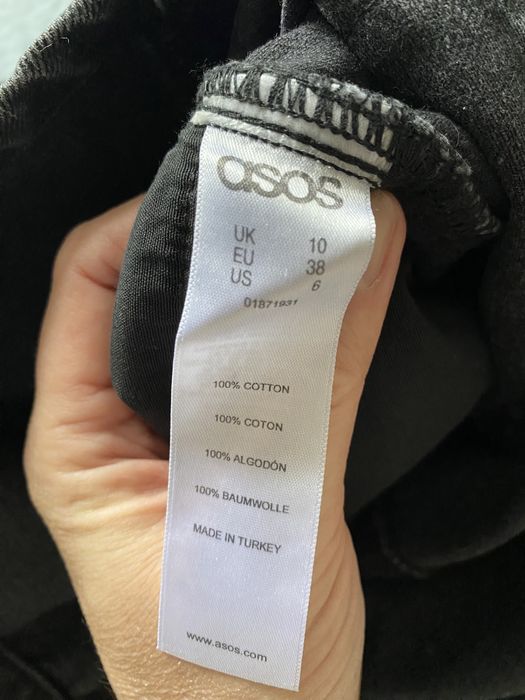 asos
UK 10
EU 38
US 6
01871931
100% COTTON
100% COTON
100% ALGODÓN
100% BAUMWOLLE
MADE IN TURKEY
www.asos.com